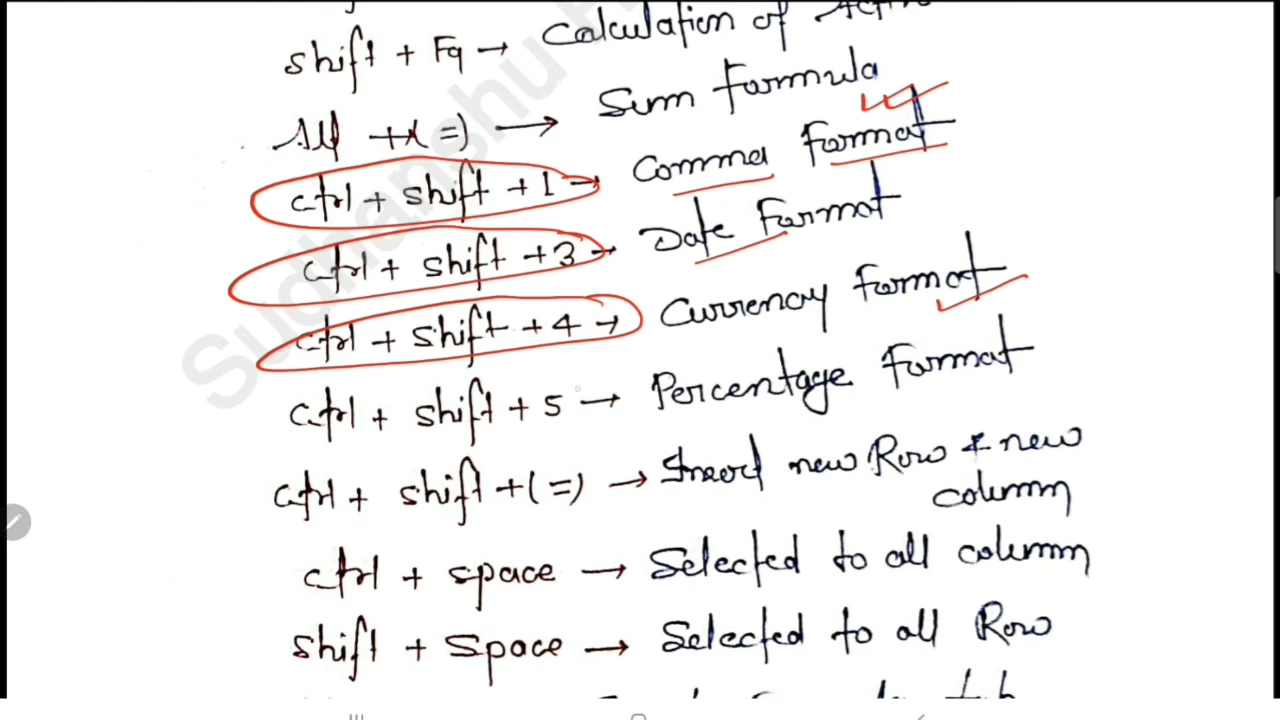 Calculation of Active
shift + F9 →
Alt + (=) → Sum Formula
ctrl + shift + 1 → Comma Format
ctrl + shift + 3 → Date Format
ctrl + shift + 4 → Currency Format
ctrl + shift + 5 → Percentage Format
ctrl + shift + (=) → Insert new Row & new
column
ctrl + space → Selected to all column
shift + Space → Selected to all Row
Sudhanshu